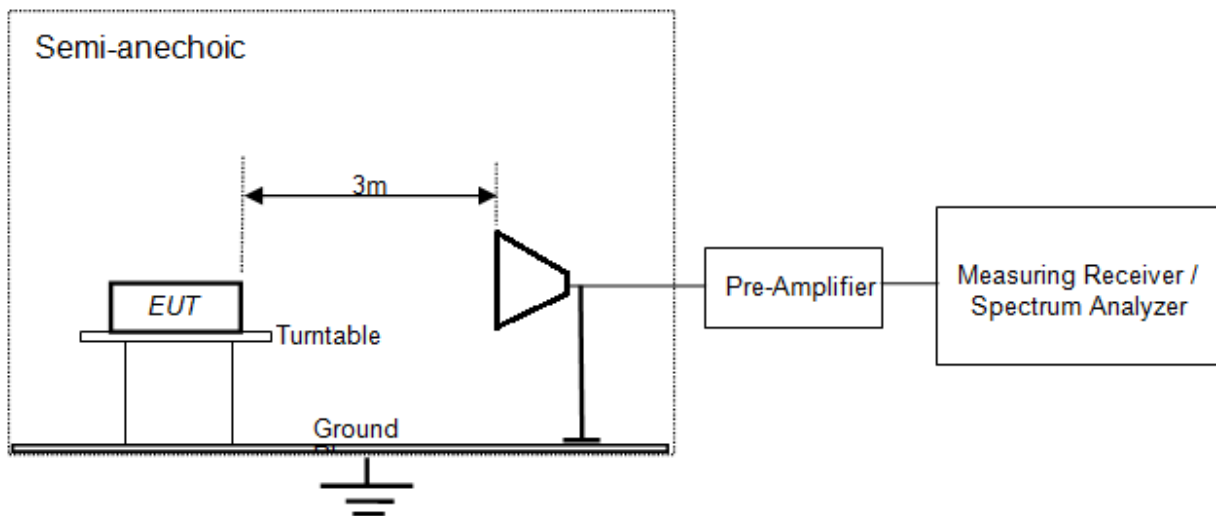 Semi-anechoic
3m
EUT
Turntable
Ground
Pre-Amplifier
Measuring Receiver /
Spectrum Analyzer